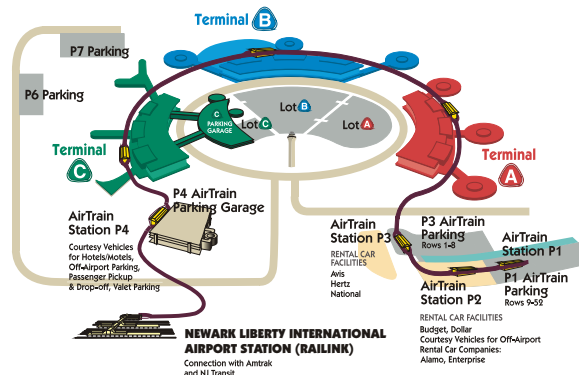 Terminal B
P7 Parking
P6 Parking
C
PARKING
GARAGE
Lot C
Lot B
Lot A
Terminal
C
Terminal
A
P4 AirTrain
Parking Garage
AirTrain
Station P4
Courtesy Vehicles
for Hotels/Motels,
Off-Airport Parking,
Passenger Pickup
& Drop-off, Valet Parking
AirTrain
Station P3
RENTAL CAR
FACILITIES
Avis
Hertz
National
P3 AirTrain
Parking
Rows 1-8
AirTrain
Station P1
P1 AirTrain
Parking
Rows 9-52
AirTrain
Station P2
RENTAL CAR FACILITIES
Budget, Dollar
Courtesy Vehicles for Off-Airport
Rental Car Companies:
Alamo, Enterprise
NEWARK LIBERTY INTERNATIONAL
AIRPORT STATION (RAILINK)
Connection with Amtrak
and NJ Transit